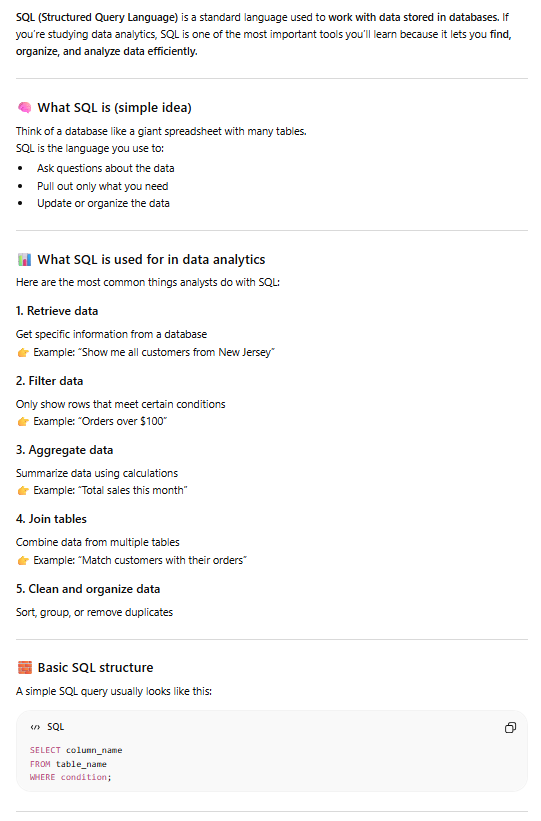 SQL (Structured Query Language) is a standard language used to work with data stored in databases. If
you're studying data analytics, SQL is one of the most important tools you'll learn because it lets you find,
organize, and analyze data efficiently.
🧠 What SQL is (simple idea)
Think of a database like a giant spreadsheet with many tables.
SQL is the language you use to:
• Ask questions about the data
• Pull out only what you need
• Update or organize the data
📊 What SQL is used for in data analytics
Here are the most common things analysts do with SQL:
1. Retrieve data
Get specific information from a database
👉 Example: “Show me all customers from New Jersey”
2. Filter data
Only show rows that meet certain conditions
👉 Example: “Orders over $100”
3. Aggregate data
Summarize data using calculations
👉 Example: “Total sales this month”
4. Join tables
Combine data from multiple tables
👉 Example: “Match customers with their orders”
5. Clean and organize data
Sort, group, or remove duplicates
🧱 Basic SQL structure
A simple SQL query usually looks like this:
</> SQL
SELECT column_name
FROM table_name
WHERE condition;